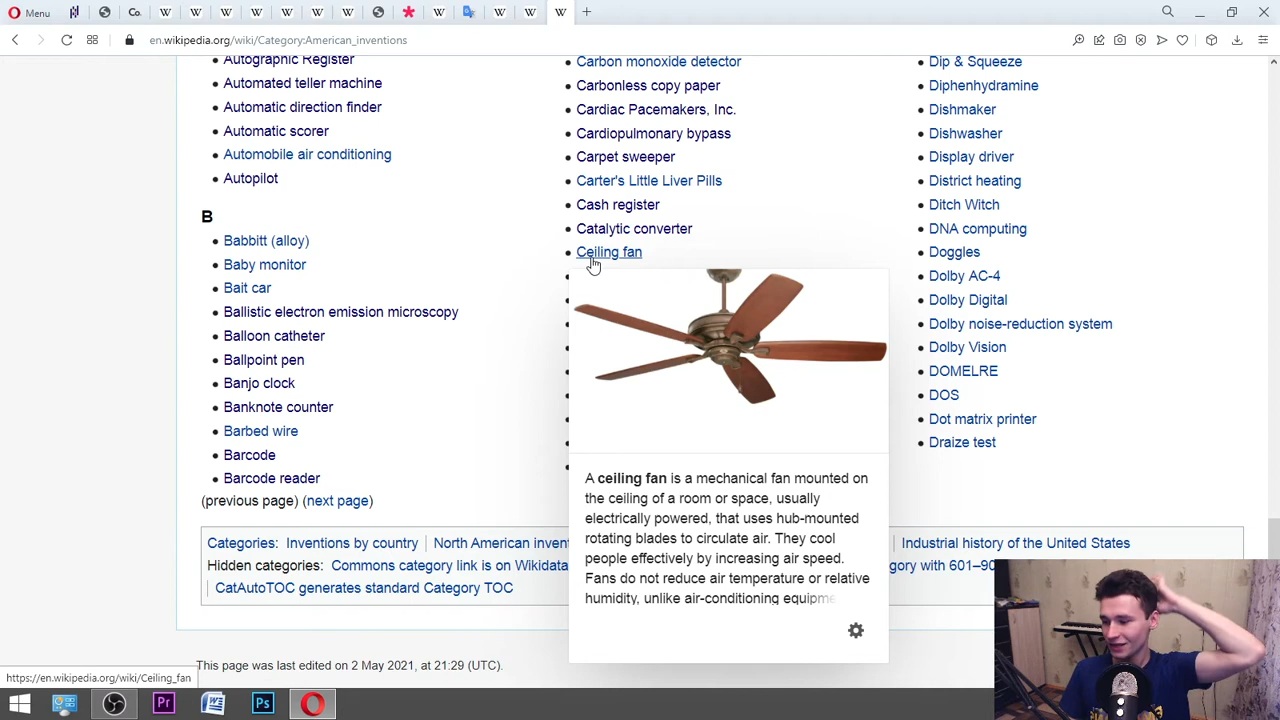 Menu
Co.
en.wikipedia.org/wiki/Category:American_inventions
Autographic Register
Automated teller machine
Automatic direction finder
Automatic scorer
Automobile air conditioning
Autopilot
B
Babbitt (alloy)
Baby monitor
Bait car
Ballistic electron emission microscopy
Balloon catheter
Ballpoint pen
Banjo clock
Banknote counter
Barbed wire
Barcode
Barcode reader
Carbon monoxide detector
Carbonless copy paper
Cardiac Pacemakers, Inc.
Cardiopulmonary bypass
Carpet sweeper
Carter's Little Liver Pills
Cash register
Catalytic converter
Ceiling fan
A ceiling fan is a mechanical fan mounted on
the ceiling of a room or space, usually
electrically powered, that uses hub-mounted
rotating blades to circulate air. They cool
people effectively by increasing air speed.
Fans do not reduce air temperature or relative
humidity, unlike air-conditioning equipme
Dip & Squeeze
Diphenhydramine
Dishmaker
Dishwasher
Display driver
District heating
Ditch Witch
DNA computing
Doggles
Dolby AC-4
Dolby Digital
Dolby noise-reduction system
Dolby Vision
DOMELRE
DOS
Dot matrix printer
Draize test
(previous page) (next page)
Categories: Inventions by country North American inven Industrial history of the United States
Hidden categories: Commons category link is on Wikidata gory with 601–90
CatAutoTOC generates standard Category TOC
This page was last edited on 2 May 2021, at 21:29 (UTC).
https://en.wikipedia.org/wiki/Ceiling_fan
Pr
W
Ps